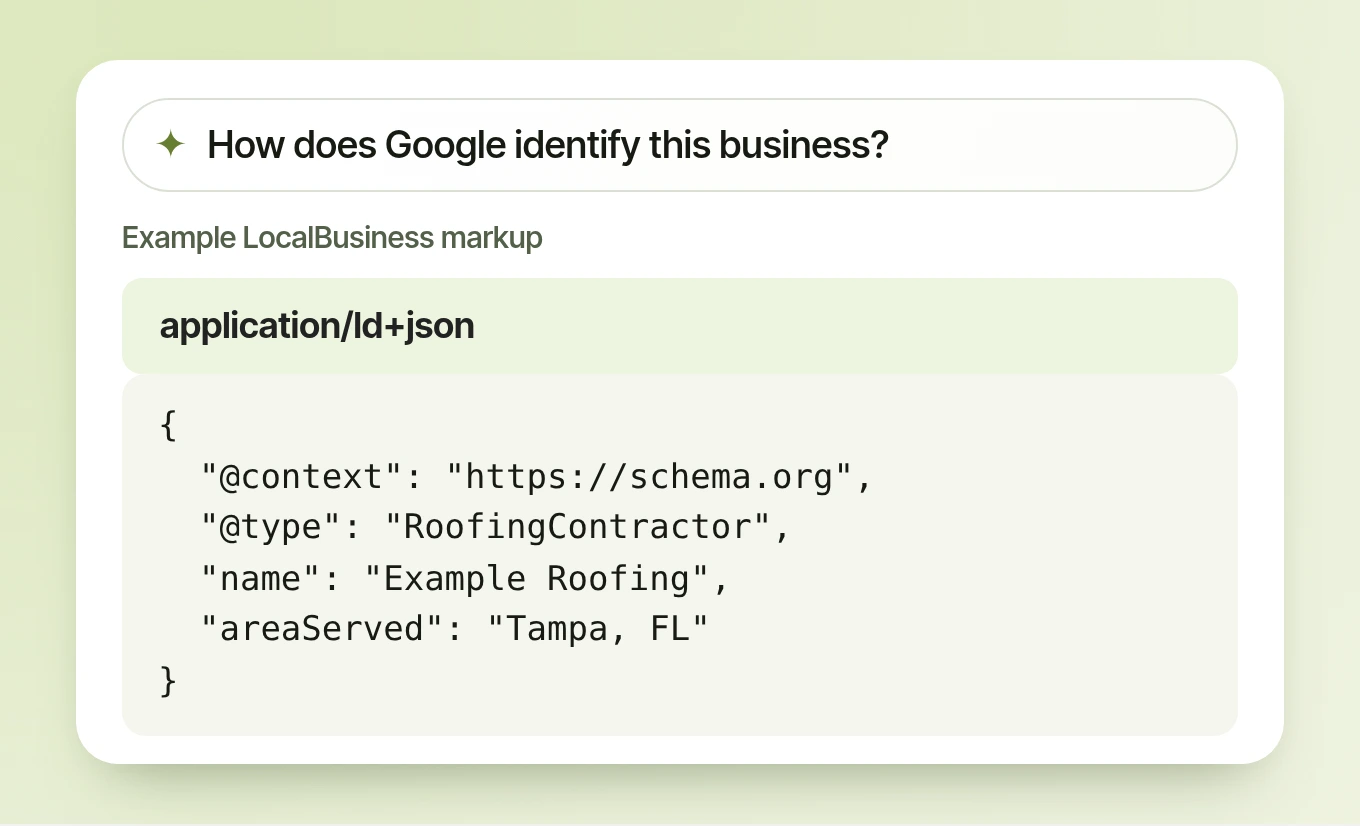 How does Google identify this business?
Example LocalBusiness markup
application/ld+json
{
  "@context": "https://schema.org",
  "@type": "RoofingContractor",
  "name": "Example Roofing",
  "areaServed": "Tampa, FL"
}